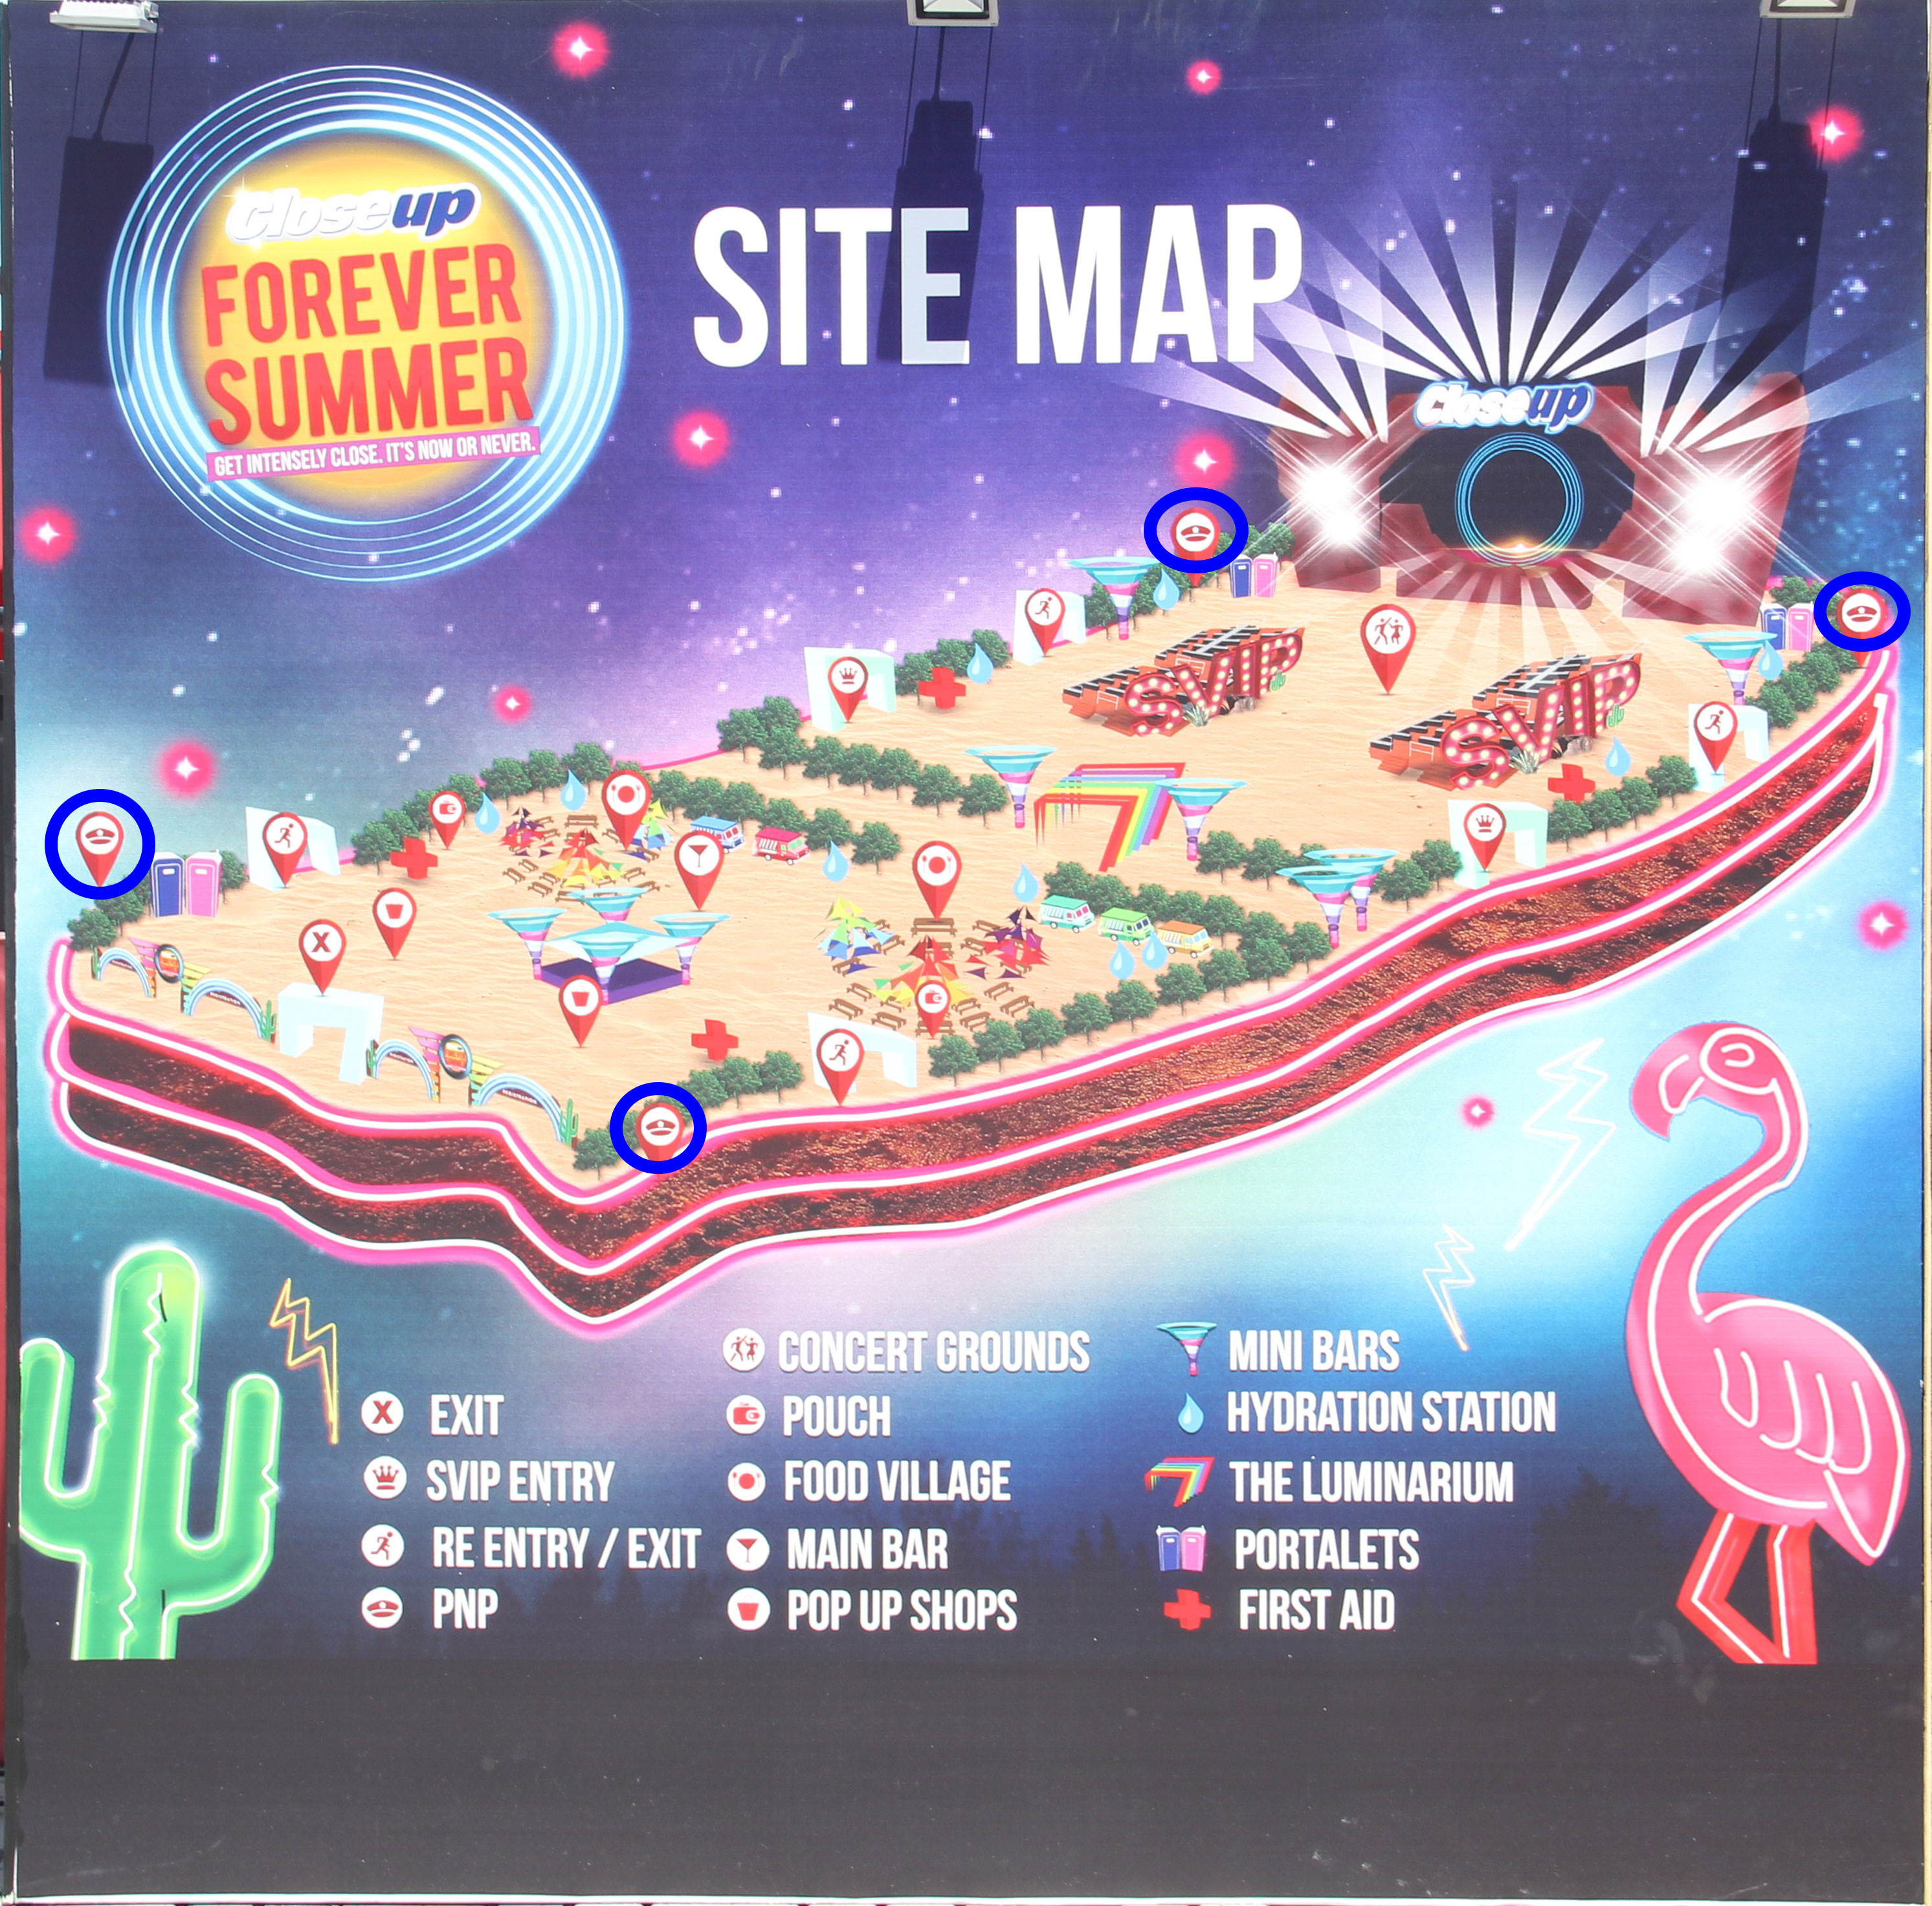 Closeup
FOREVER
SUMMER
GET INTENSELY CLOSE. IT'S NOW OR NEVER.
SITE MAP
Closeup
SVIP
SVIP
X
CONCERT GROUNDS
MINI BARS
X EXIT
POUCH
HYDRATION STATION
SVIP ENTRY
FOOD VILLAGE
THE LUMINARIUM
RE ENTRY / EXIT
MAIN BAR
PORTALETS
PNP
POP UP SHOPS
FIRST AID